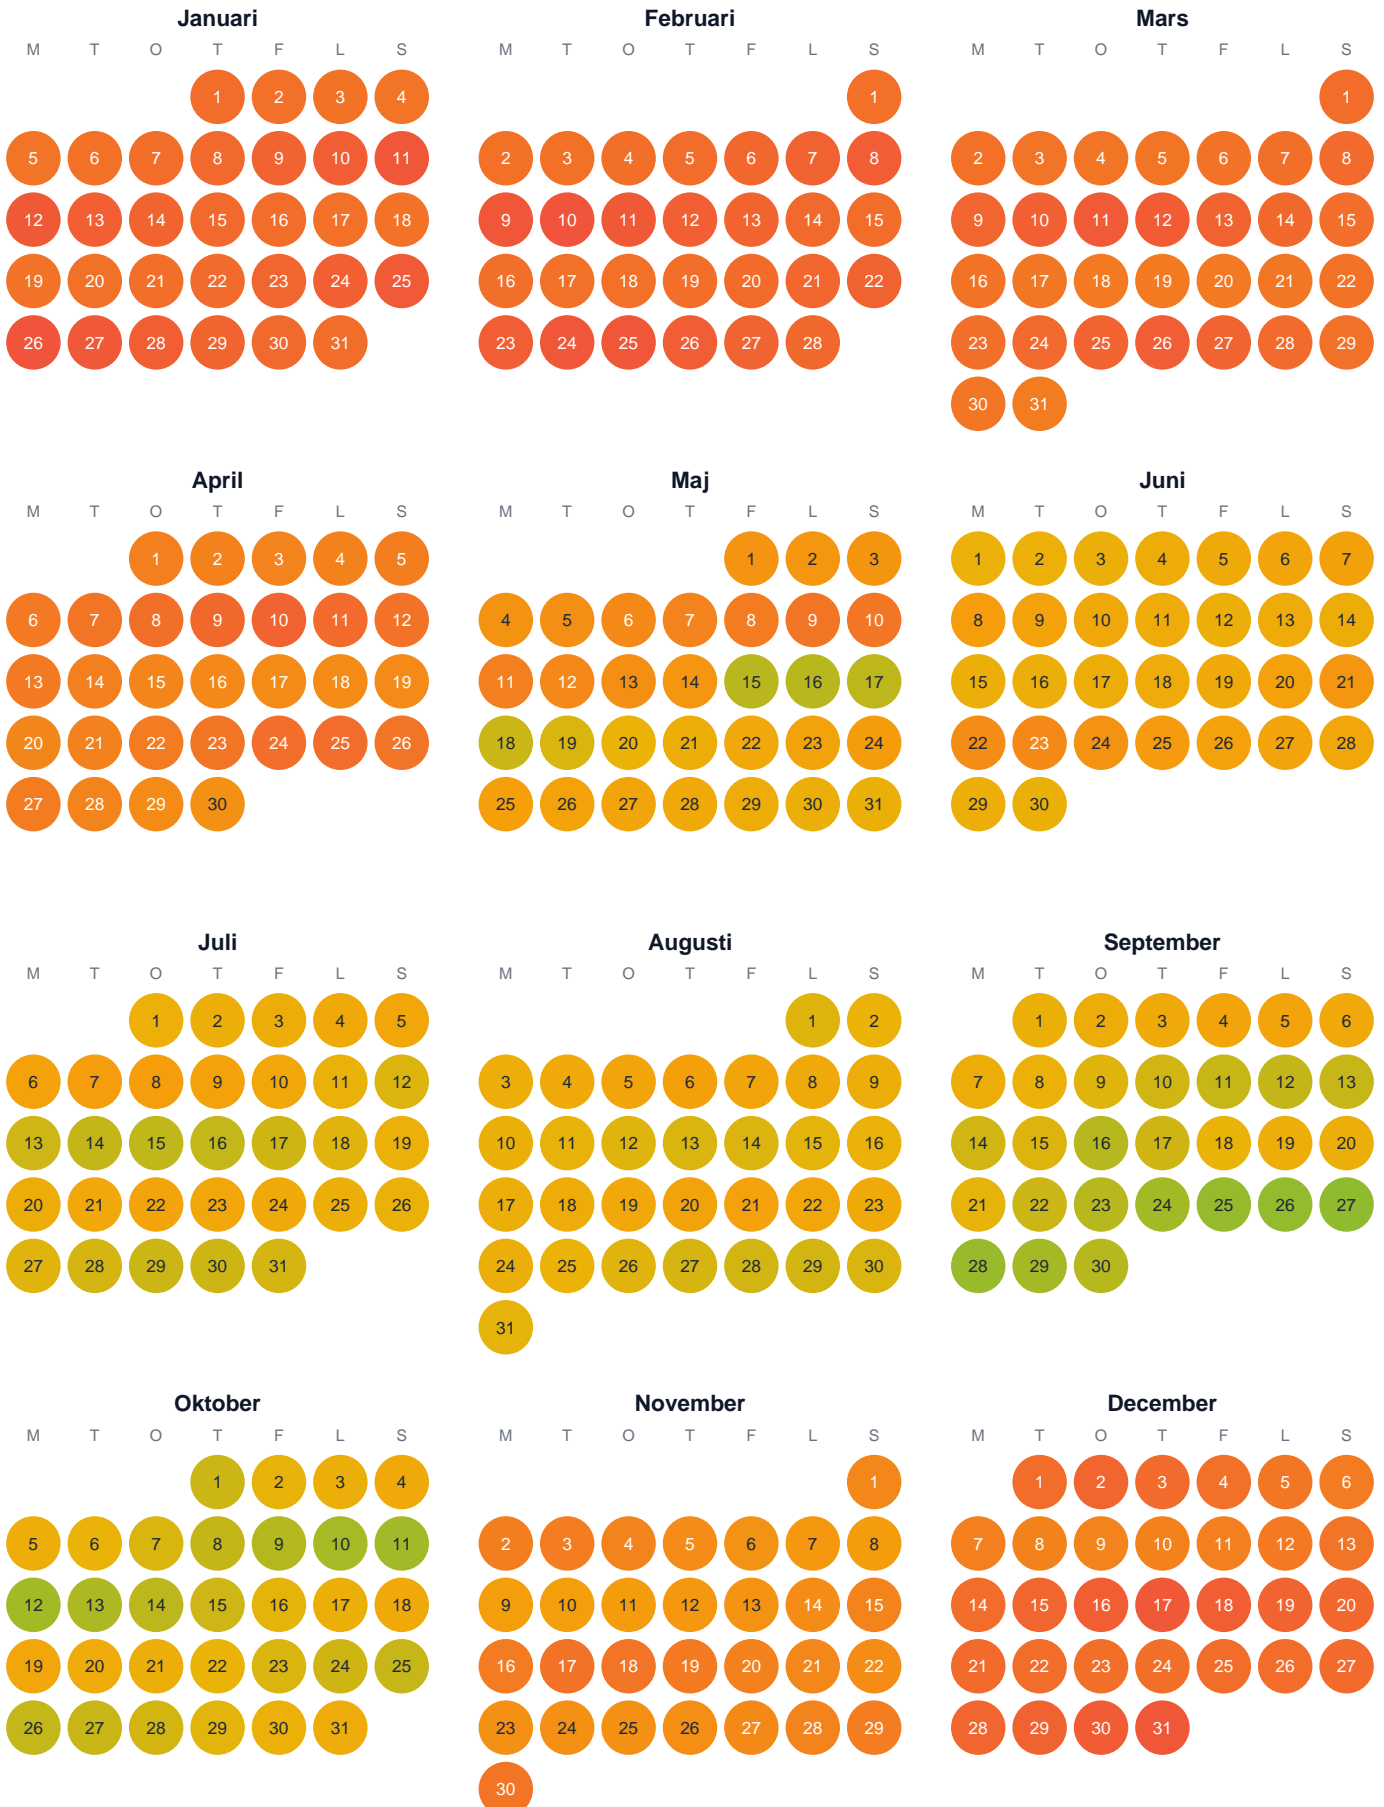 Januari Februari Mars
M T O T F L S M T O T F L S M T O T F L S
1 2 3 4 1 1
5 6 7 8 9 10 11 2 3 4 5 6 7 8 2 3 4 5 6 7 8
12 13 14 15 16 17 18 9 10 11 12 13 14 15 9 10 11 12 13 14 15
19 20 21 22 23 24 25 16 17 18 19 20 21 22 16 17 18 19 20 21 22
26 27 28 29 30 31 23 24 25 26 27 28 23 24 25 26 27 28 29
30 31
April Maj Juni
M T O T F L S M T O T F L S M T O T F L S
1 2 3 4 5 1 2 3 1 2 3 4 5 6 7
6 7 8 9 10 11 12 4 5 6 7 8 9 10 8 9 10 11 12 13 14
13 14 15 16 17 18 19 11 12 13 14 15 16 17 15 16 17 18 19 20 21
20 21 22 23 24 25 26 18 19 20 21 22 23 24 22 23 24 25 26 27 28
27 28 29 30 25 26 27 28 29 30 31 29 30
Juli Augusti September
M T O T F L S M T O T F L S M T O T F L S
1 2 3 4 5 1 2 1 2 3 4 5 6
6 7 8 9 10 11 12 3 4 5 6 7 8 9 7 8 9 10 11 12 13
13 14 15 16 17 18 19 10 11 12 13 14 15 16 14 15 16 17 18 19 20
20 21 22 23 24 25 26 17 18 19 20 21 22 23 21 22 23 24 25 26 27
27 28 29 30 31 24 25 26 27 28 29 30 28 29 30
31
Oktober November December
M T O T F L S M T O T F L S M T O T F L S
1 2 3 4 1 1 2 3 4 5 6
5 6 7 8 9 10 11 2 3 4 5 6 7 8 7 8 9 10 11 12 13
12 13 14 15 16 17 18 9 10 11 12 13 14 15 14 15 16 17 18 19 20
19 20 21 22 23 24 25 16 17 18 19 20 21 22 21 22 23 24 25 26 27
26 27 28 29 30 31 23 24 25 26 27 28 29 28 29 30 31
30